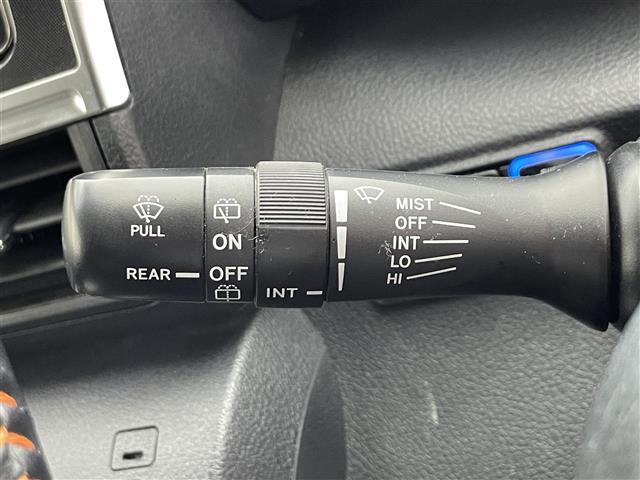 PULL
REAR
ON
OFF
INT
MIST
OFF
INT
LO
HI